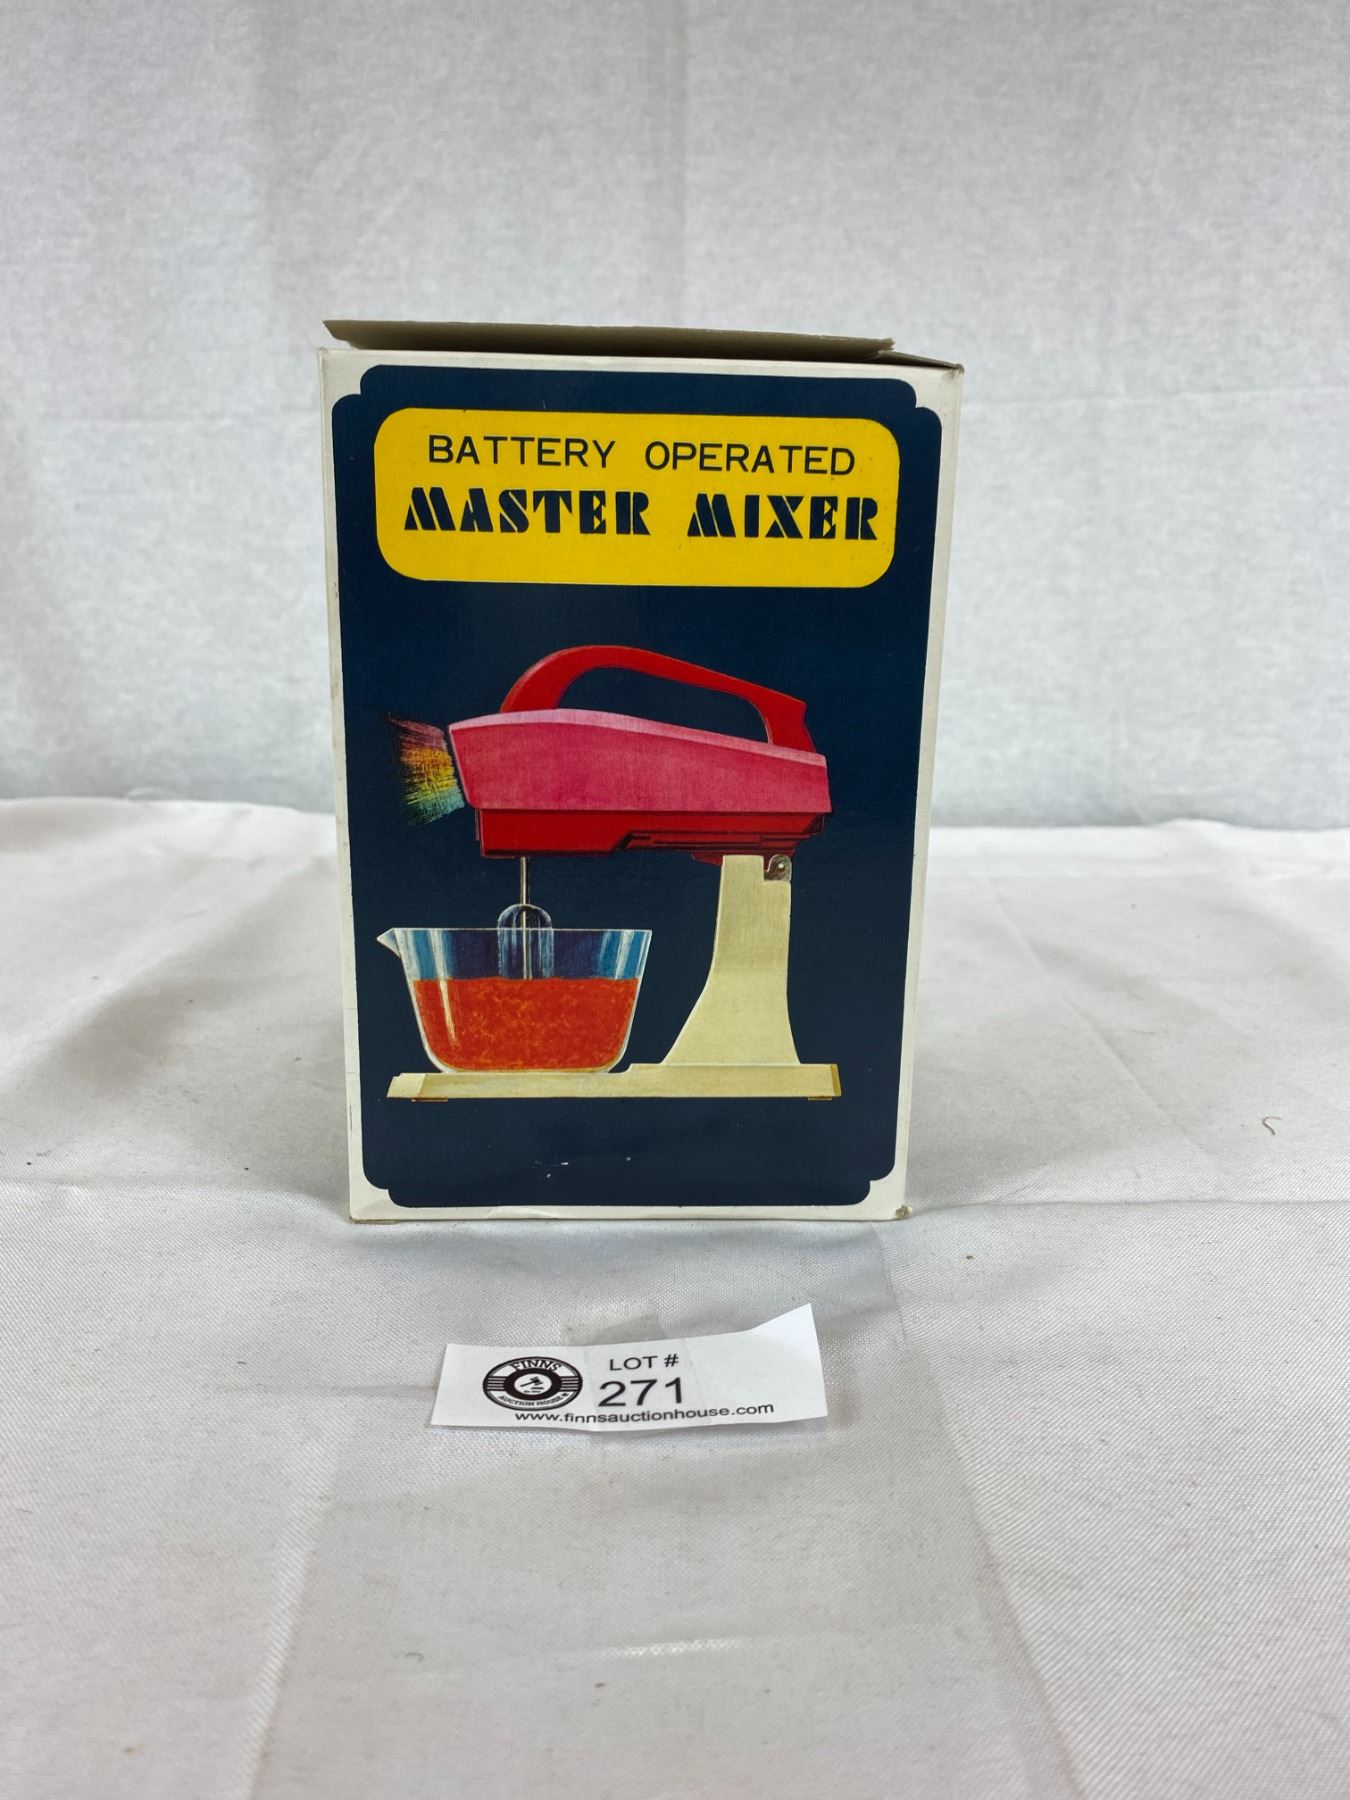 BATTERY OPERATED
MASTER MIXER
FINNS
AUCTION HOUSE
LOT #
271
www.finnsauctionhouse.com